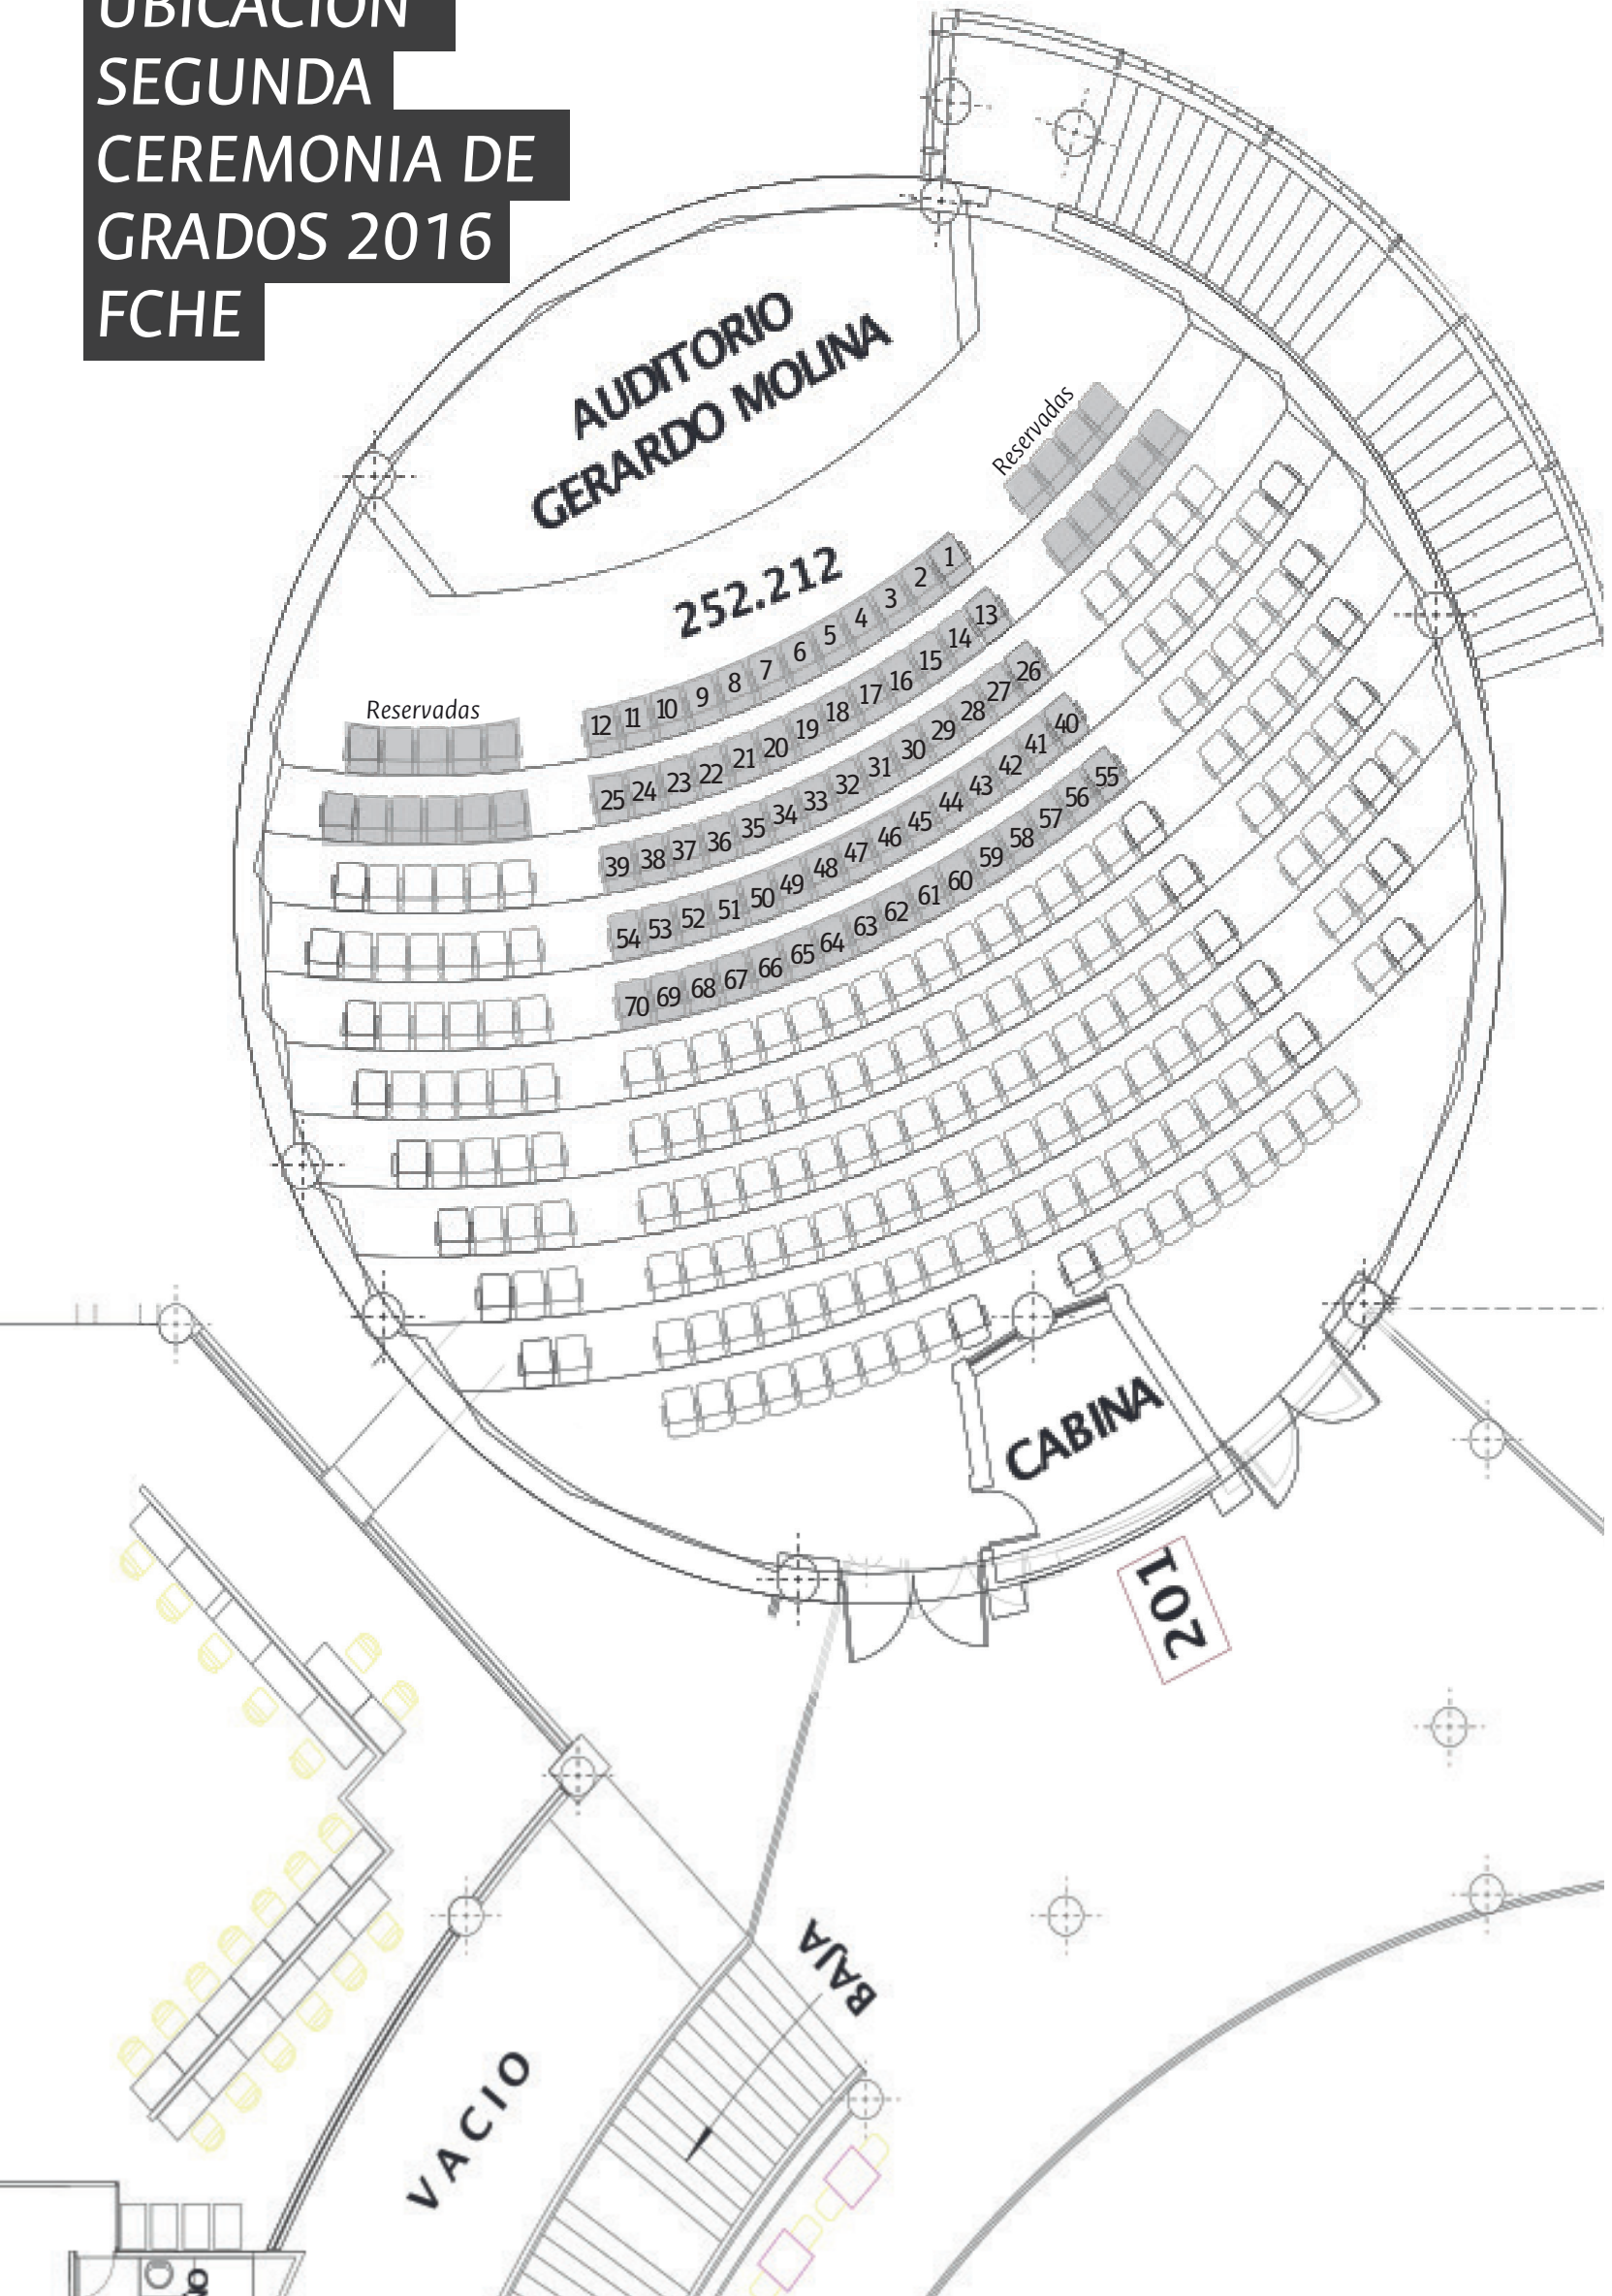 UBICACIÓN
SEGUNDA
CEREMONIA DE
GRADOS 2016
FCHE
AUDITORIO
GERARDO MOLINA
252.212
Reservadas
Reservadas
12 11 10 9 8 7 6 5 4 3 2 1
25 24 23 22 21 20 19 18 17 16 15 14 13
39 38 37 36 35 34 33 32 31 30 29 28 27 26
54 53 52 51 50 49 48 47 46 45 44 43 42 41 40
70 69 68 67 66 65 64 63 62 61 60 59 58 57 56 55
CABINA
201
BAJA
VACIO